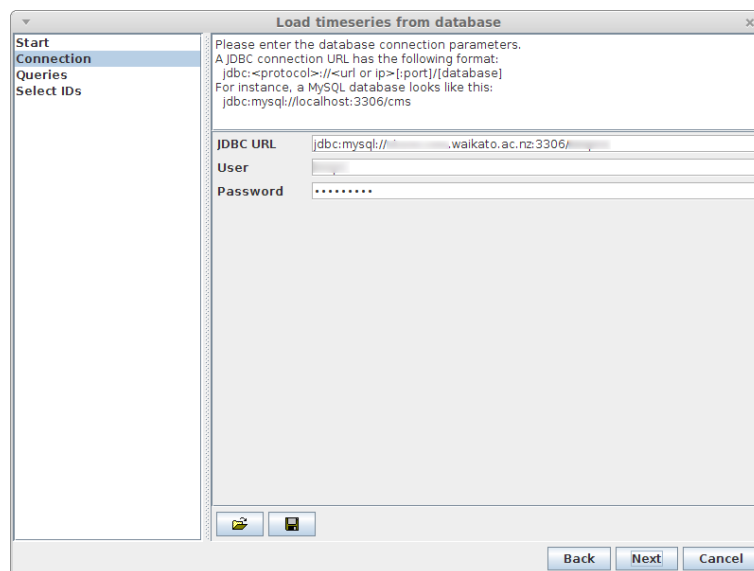 Load timeseries from database
Start
Connection
Queries
Select IDs
Please enter the database connection parameters.
A JDBC connection URL has the following format:
jdbc:<protocol>://<url or ip>[:port]/[database]
For instance, a MySQL database looks like this:
jdbc:mysql://localhost:3306/cms
JDBC URL jdbc:mysql:// .waikato.ac.nz:3306/
User
Password •••••••••
Back Next Cancel